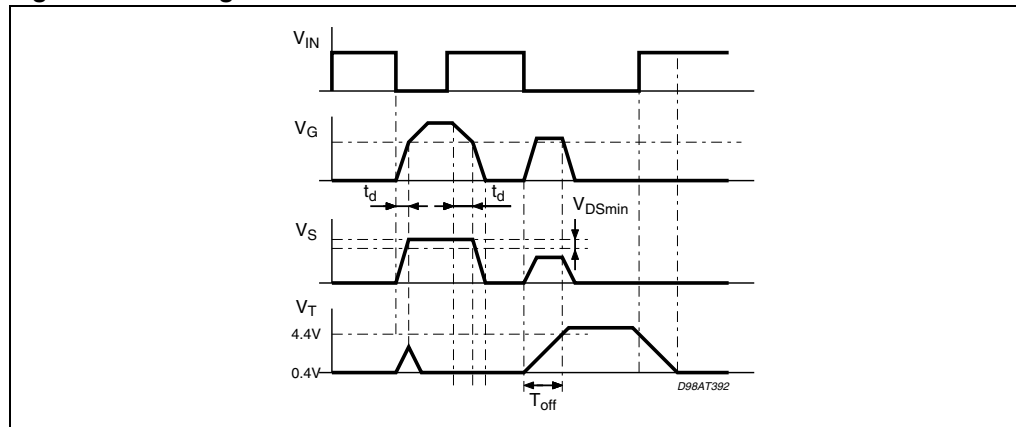 V_IN
V_G
t_d t_d
V_DSmin
V_S
V_T
4.4V
0.4V
D98AT392
T_off